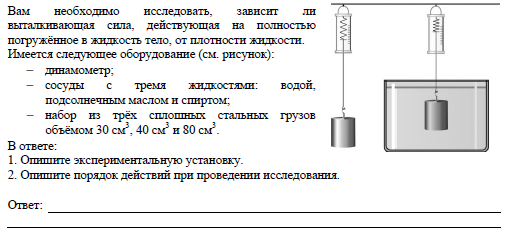 Вам необходимо исследовать, зависит ли
выталкивающая сила, действующая на полностью
погружённое в жидкость тело, от плотности жидкости.
Имеется следующее оборудование (см. рисунок):
– динамометр;
– сосуды с тремя жидкостями: водой,
подсолнечным маслом и спиртом;
– набор из трёх сплошных стальных грузов
объёмом 30 см³, 40 см³ и 80 см³.
В ответе:
1. Опишите экспериментальную установку.
2. Опишите порядок действий при проведении исследования.
Ответ: